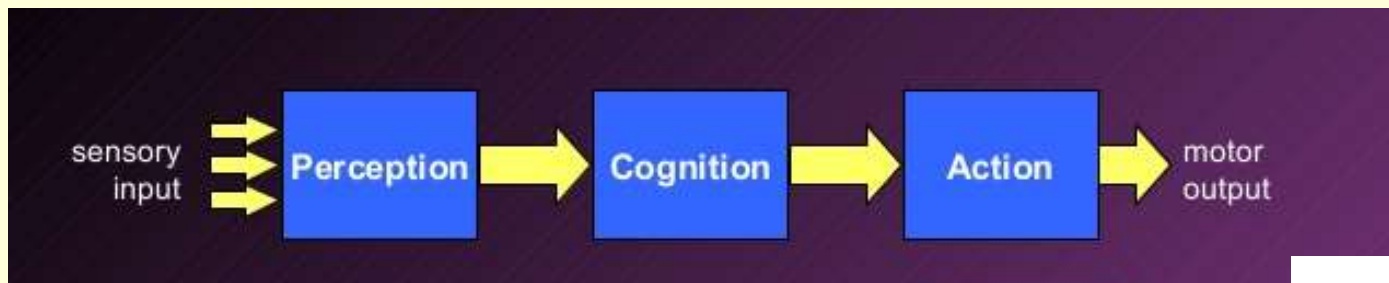 sensory
input
Perception
Cognition
Action
motor
output